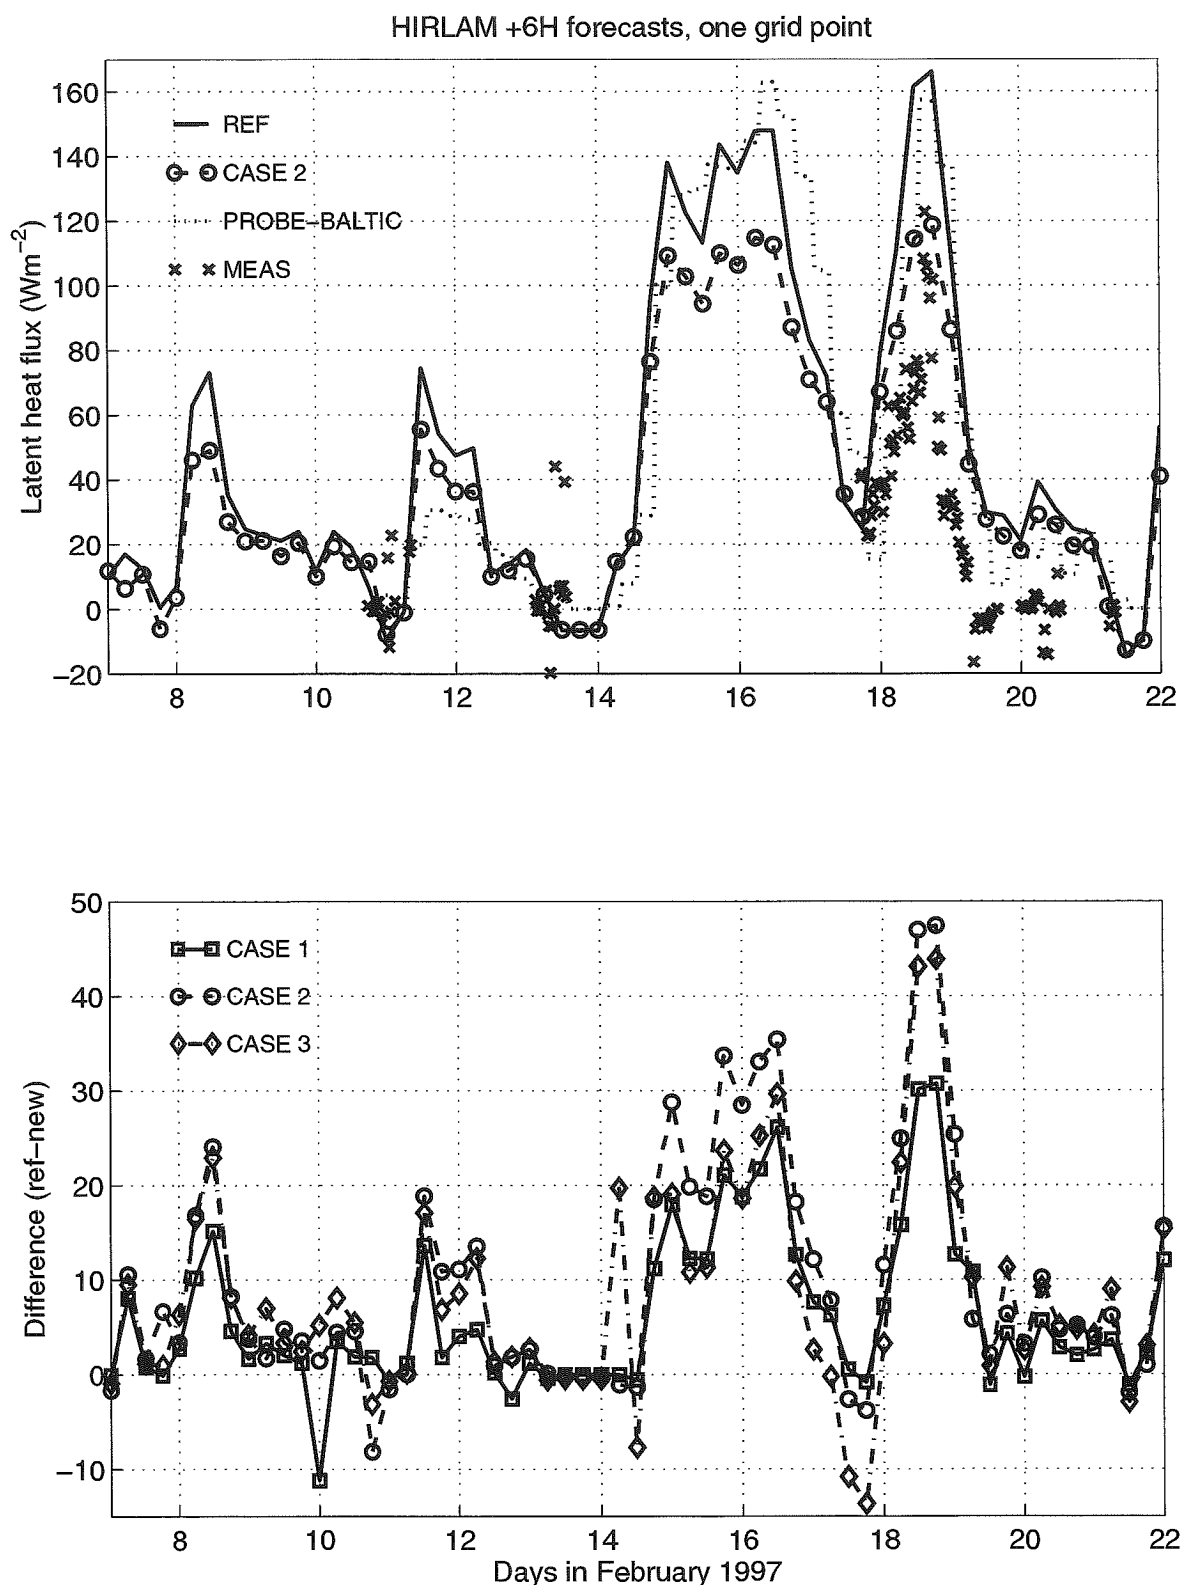 HIRLAM +6H forecasts, one grid point
Latent heat flux (Wm⁻²)
160
140
120
100
80
60
40
20
0
−20
REF
CASE 2
PROBE−BALTIC
MEAS
8 10 12 14 16 18 20 22
Difference (ref−new)
50
40
30
20
10
0
−10
CASE 1
CASE 2
CASE 3
8 10 12 14 16 18 20 22
Days in February 1997